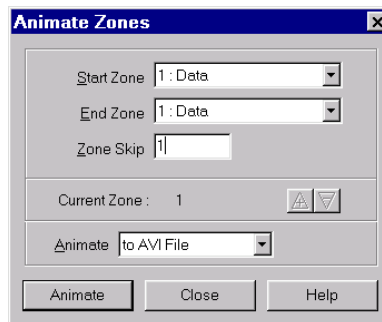 Animate Zones
Start Zone 1 : Data
End Zone 1 : Data
Zone Skip 1
Current Zone : 1
Animate to AVI File
Animate Close Help